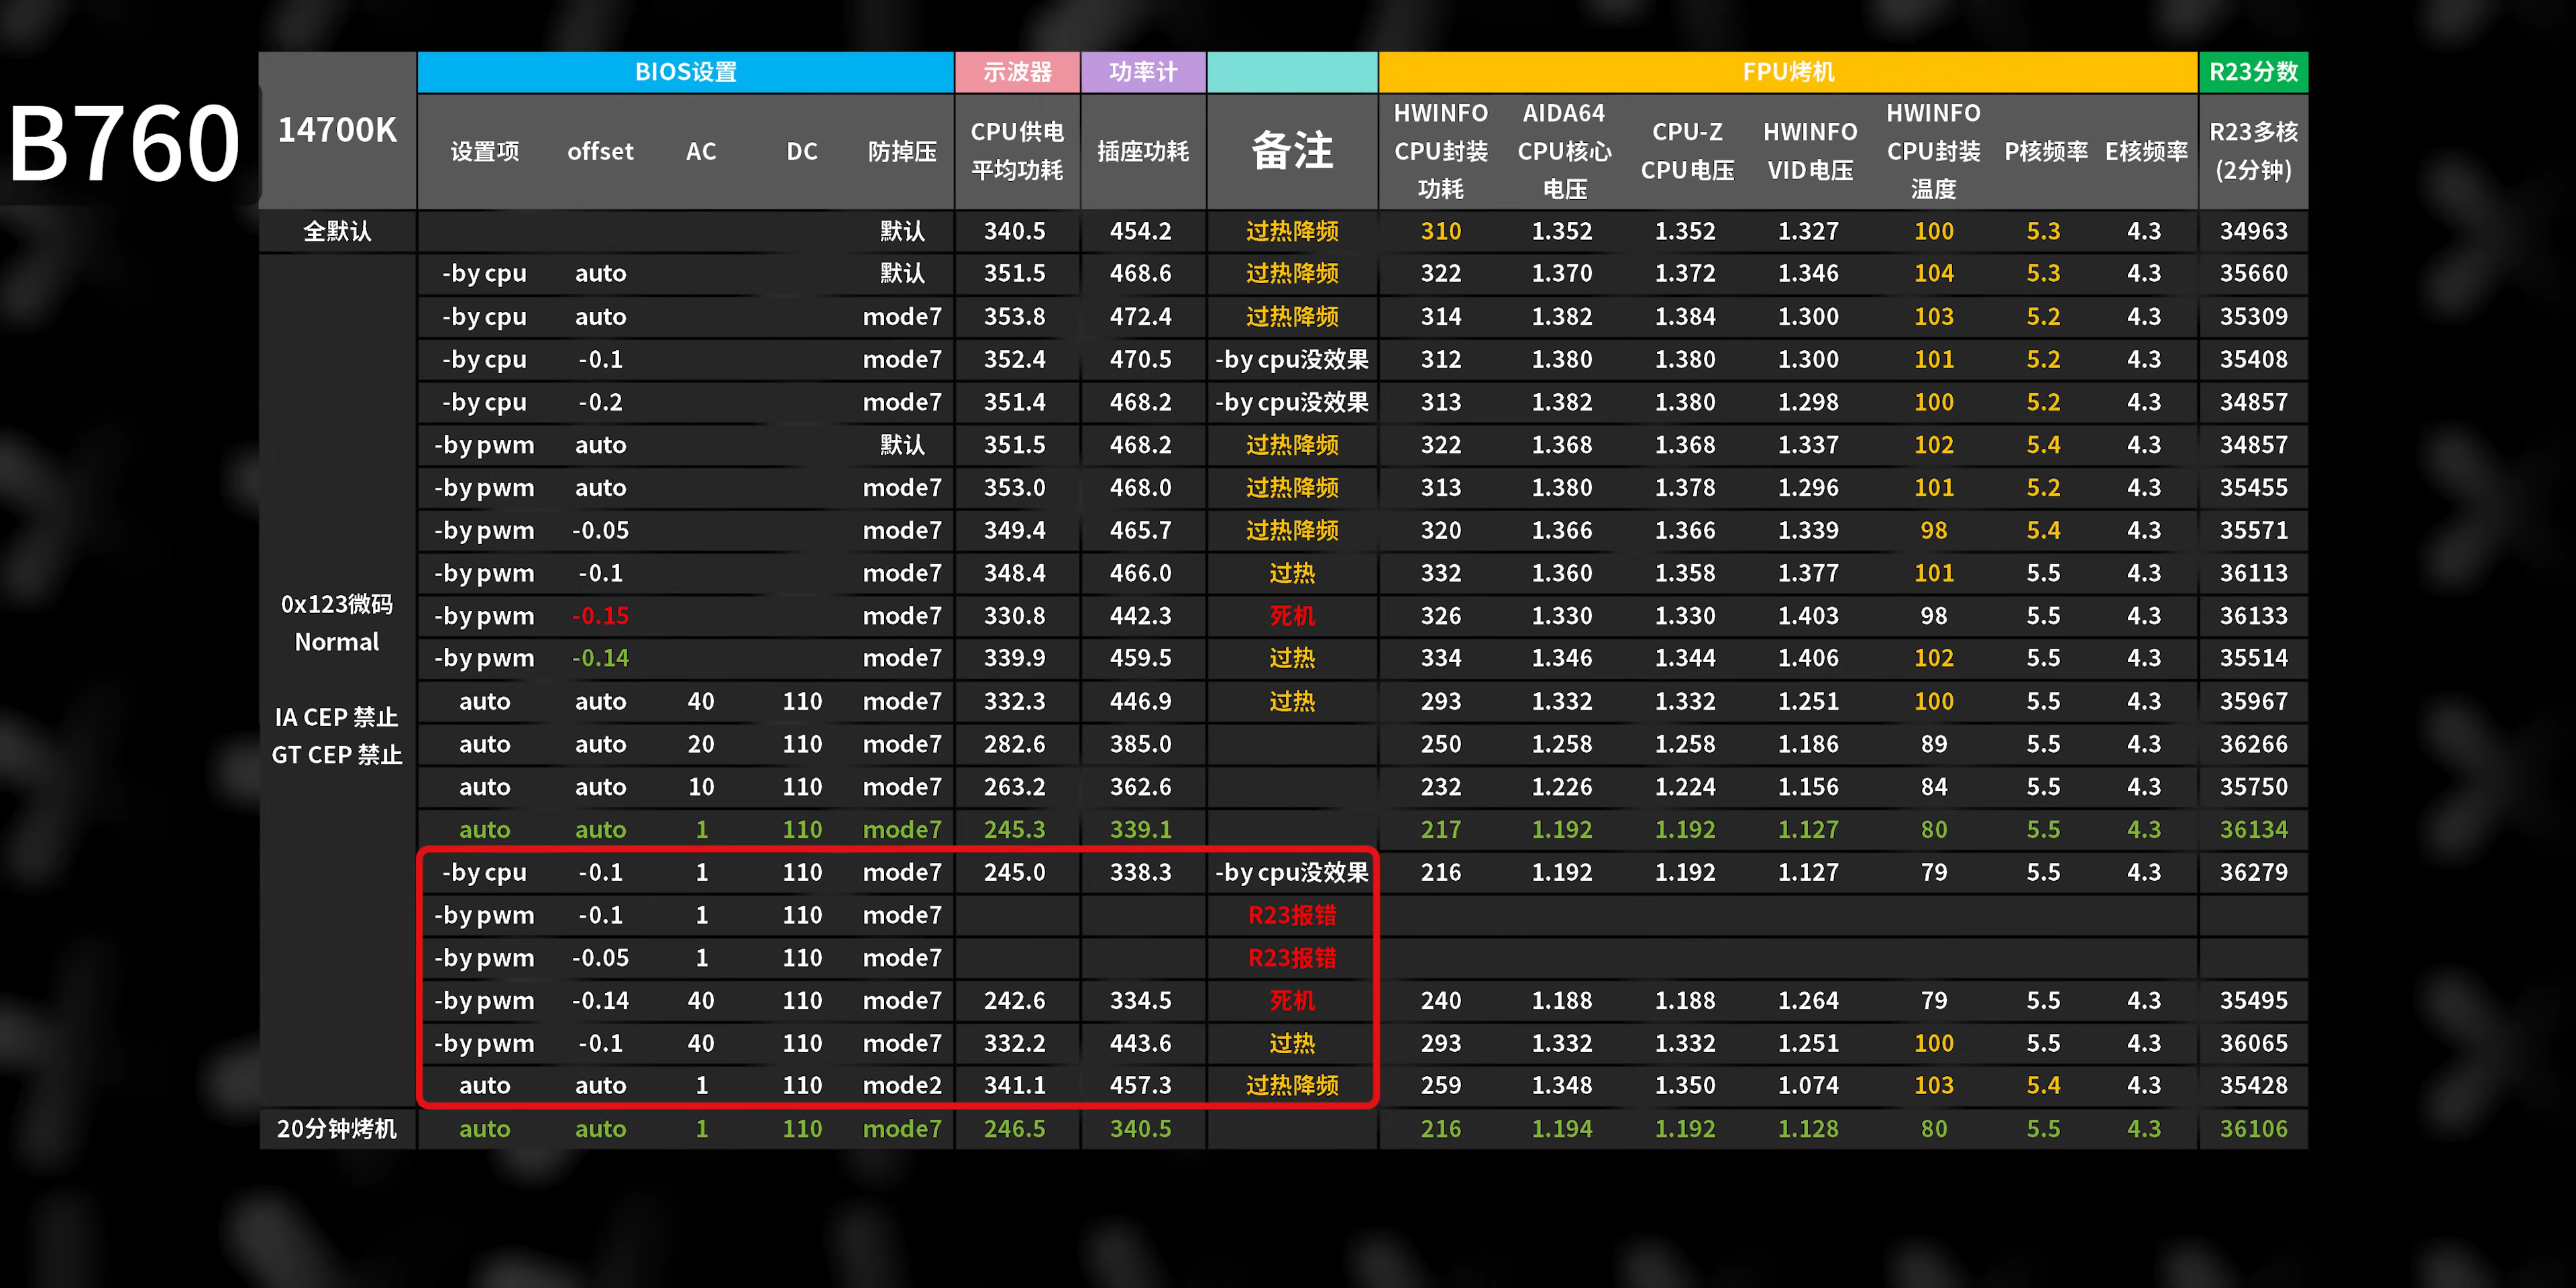 B760
14700K
BIOS设置 示波器 功率计 FPU烤机 R23分数
设置项 offset AC DC 防掉压 CPU供电平均功耗 插座功耗 备注 HWINFO CPU封装功耗 AIDA64 CPU核心电压 CPU-Z CPU电压 HWINFO VID电压 HWINFO CPU封装温度 P核频率 E核频率 R23多核(2分钟)
全默认 默认 340.5 454.2 过热降频 310 1.352 1.352 1.327 100 5.3 4.3 34963
0x123微码
Normal
IA CEP 禁止
GT CEP 禁止
-by cpu auto 默认 351.5 468.6 过热降频 322 1.370 1.372 1.346 104 5.3 4.3 35660
-by cpu auto mode7 353.8 472.4 过热降频 314 1.382 1.384 1.300 103 5.2 4.3 35309
-by cpu -0.1 mode7 352.4 470.5 -by cpu没效果 312 1.380 1.380 1.300 101 5.2 4.3 35408
-by cpu -0.2 mode7 351.4 468.2 -by cpu没效果 313 1.382 1.380 1.298 100 5.2 4.3 34857
-by pwm auto 默认 351.5 468.2 过热降频 322 1.368 1.368 1.337 102 5.4 4.3 34857
-by pwm auto mode7 353.0 468.0 过热降频 313 1.380 1.378 1.296 101 5.2 4.3 35455
-by pwm -0.05 mode7 349.4 465.7 过热降频 320 1.366 1.366 1.339 98 5.4 4.3 35571
-by pwm -0.1 mode7 348.4 466.0 过热 332 1.360 1.358 1.377 101 5.5 4.3 36113
-by pwm -0.15 mode7 330.8 442.3 死机 326 1.330 1.330 1.403 98 5.5 4.3 36133
-by pwm -0.14 mode7 339.9 459.5 过热 334 1.346 1.344 1.406 102 5.5 4.3 35514
auto auto 40 110 mode7 332.3 446.9 过热 293 1.332 1.332 1.251 100 5.5 4.3 35967
auto auto 20 110 mode7 282.6 385.0 250 1.258 1.258 1.186 89 5.5 4.3 36266
auto auto 10 110 mode7 263.2 362.6 232 1.226 1.224 1.156 84 5.5 4.3 35750
auto auto 1 110 mode7 245.3 339.1 217 1.192 1.192 1.127 80 5.5 4.3 36134
-by cpu -0.1 1 110 mode7 245.0 338.3 -by cpu没效果 216 1.192 1.192 1.127 79 5.5 4.3 36279
-by pwm -0.1 1 110 mode7 R23报错
-by pwm -0.05 1 110 mode7 R23报错
-by pwm -0.14 40 110 mode7 242.6 334.5 死机 240 1.188 1.188 1.264 79 5.5 4.3 35495
-by pwm -0.1 40 110 mode7 332.2 443.6 过热 293 1.332 1.332 1.251 100 5.5 4.3 36065
auto auto 1 110 mode2 341.1 457.3 过热降频 259 1.348 1.350 1.074 103 5.4 4.3 35428
20分钟烤机 auto auto 1 110 mode7 246.5 340.5 216 1.194 1.192 1.128 80 5.5 4.3 36106